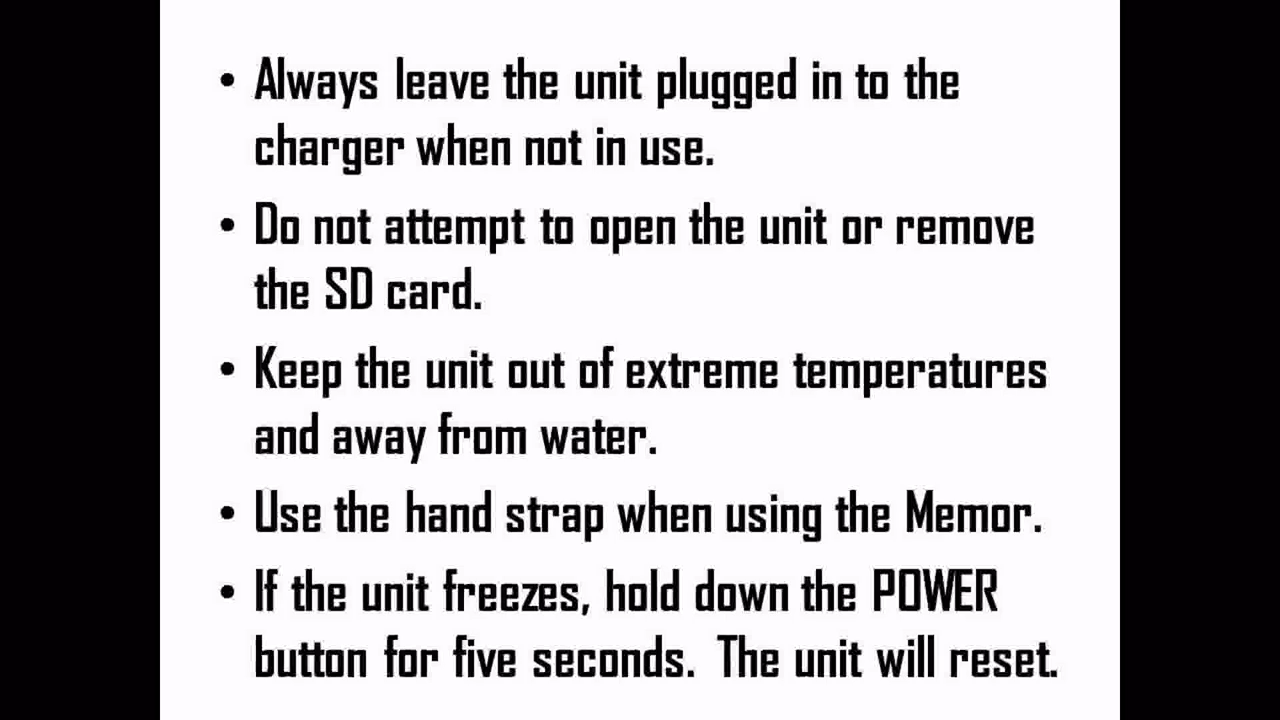 • Always leave the unit plugged in to the
charger when not in use.
• Do not attempt to open the unit or remove
the SD card.
• Keep the unit out of extreme temperatures
and away from water.
• Use the hand strap when using the Memor.
• If the unit freezes, hold down the POWER
button for five seconds.  The unit will reset.